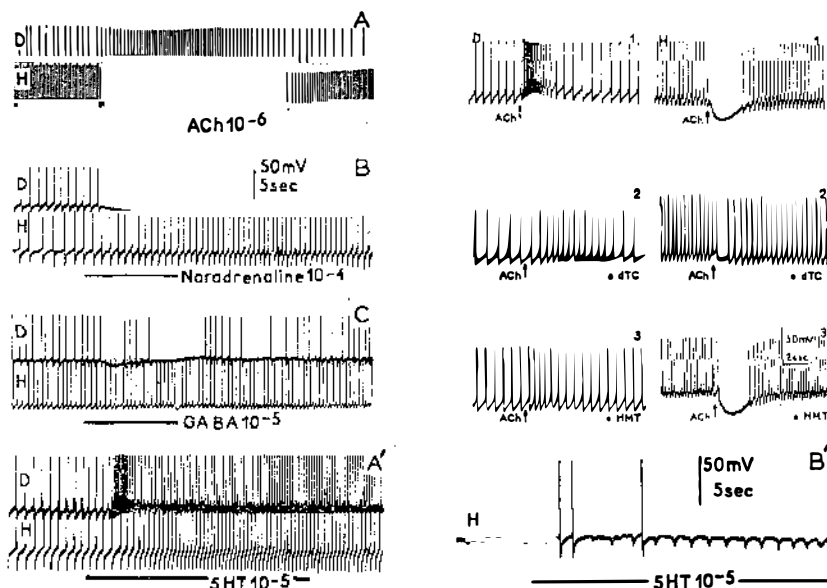 A
D
H
ACh 10-6
B
50mV
5sec
D
H
Noradrenaline 10-4
C
D
H
GABA 10-5
A'
D
H
5HT 10-5
D
1
ACh
H
1
ACh
2
ACh
• dTC
2
ACh
• dTC
3
ACh
• HMT
3
2sec
ACh
• HMT
50mV
5sec
B'
H
5HT 10-5